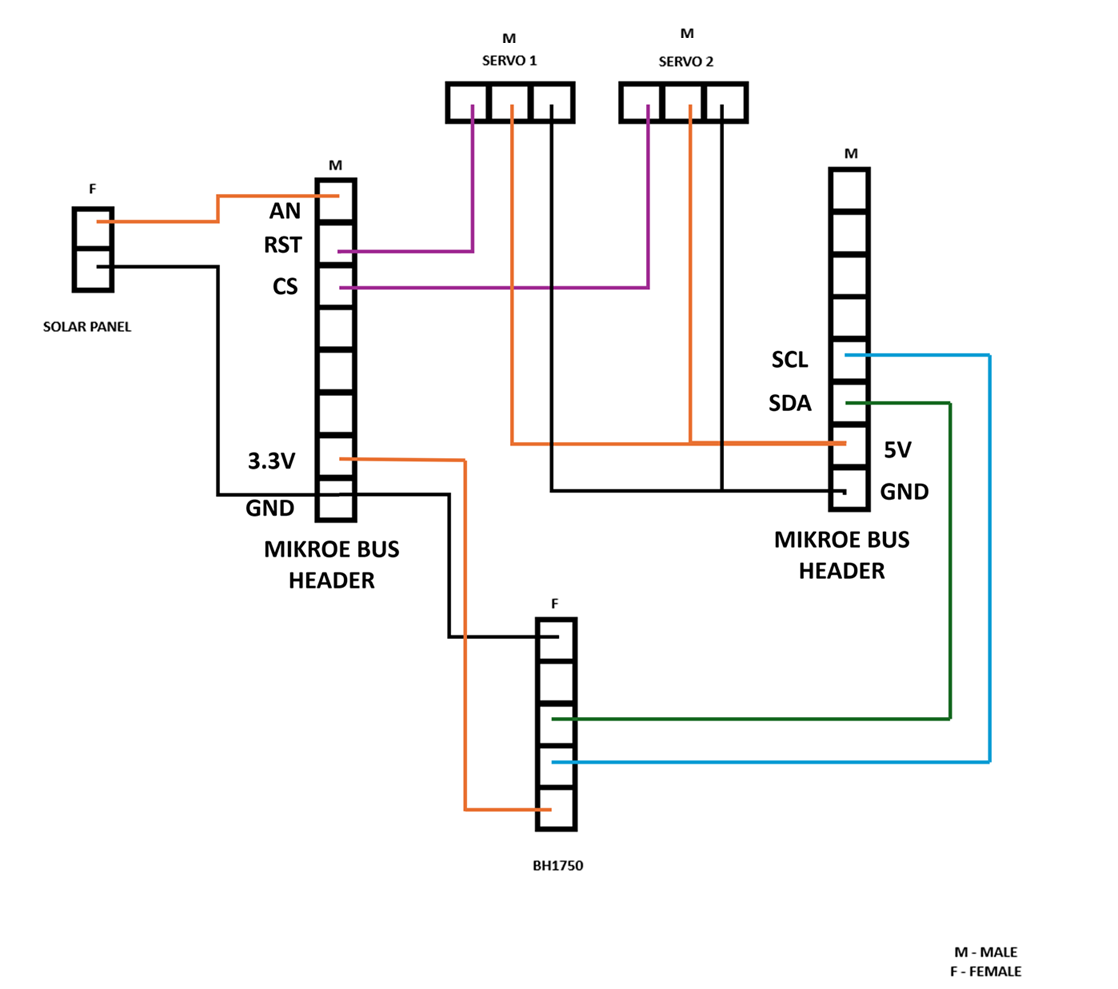 M
SERVO 1
M
SERVO 2
M
M
F
AN
RST
CS
SOLAR PANEL
SCL
SDA
5V
3.3V
GND
GND
MIKROE BUS
HEADER
MIKROE BUS
HEADER
F
BH1750
M - MALE
F - FEMALE